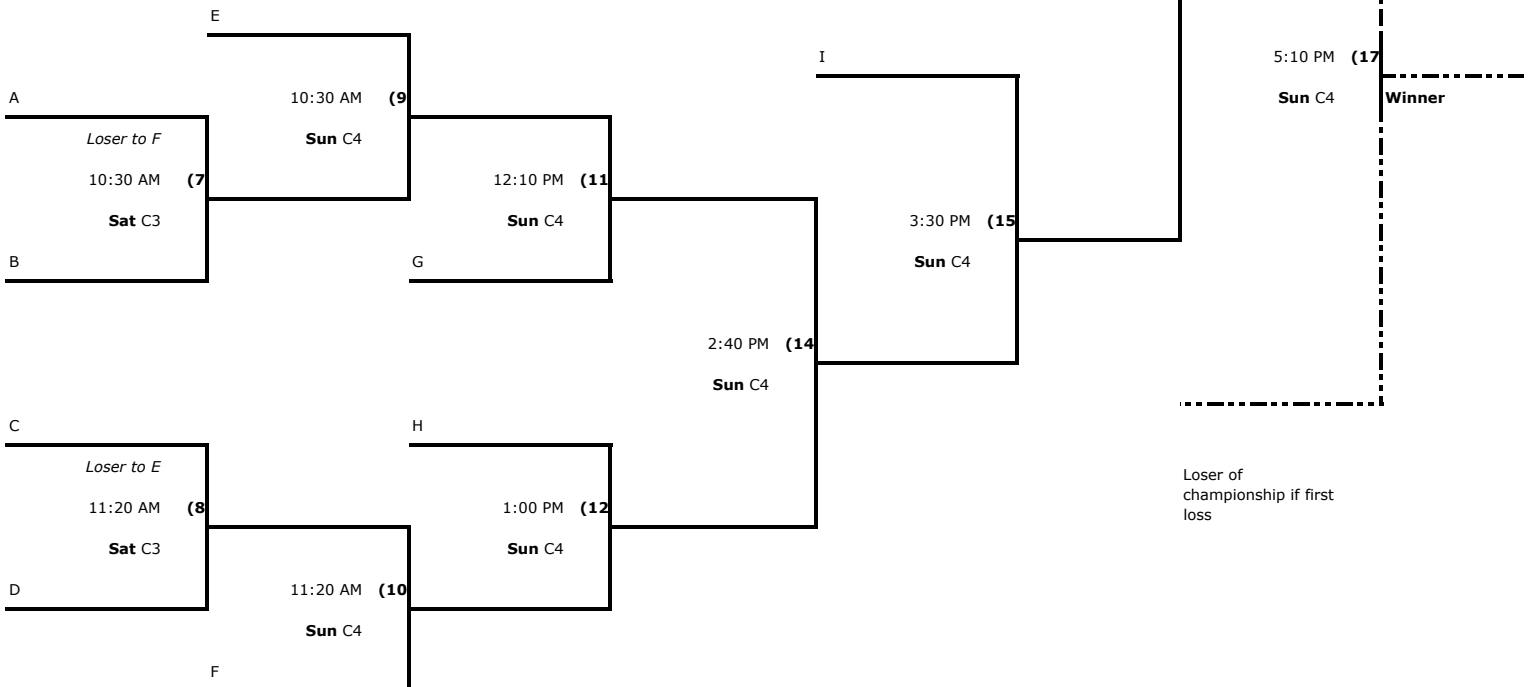 E
I
5:10 PM (17
A
10:30 AM (9
Sun C4
Winner
Loser to F
Sun C4
10:30 AM (7
12:10 PM (11
Sat C3
Sun C4
3:30 PM (15
B
G
Sun C4
2:40 PM (14
Sun C4
C
H
Loser to E
Loser of
championship if first
loss
11:20 AM (8
1:00 PM (12
Sat C3
Sun C4
D
11:20 AM (10
Sun C4
F